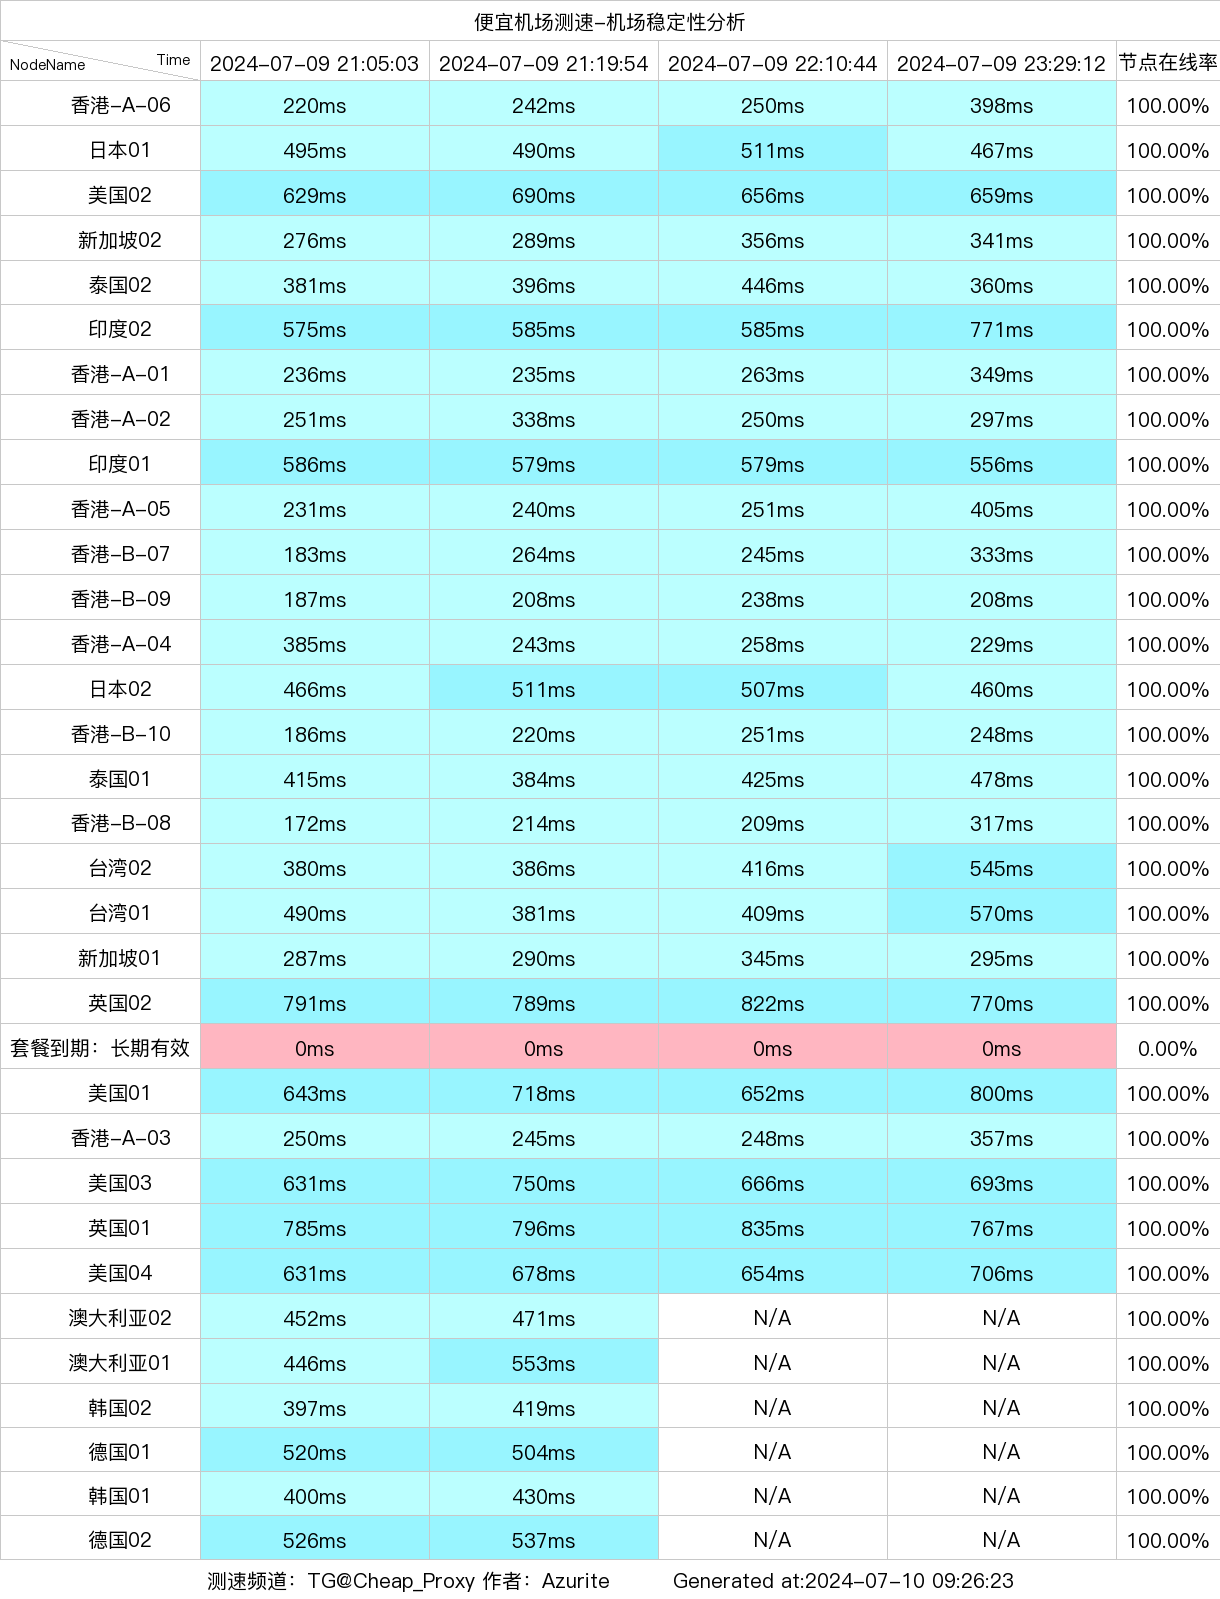 便宜机场测速-机场稳定性分析
NodeName Time 2024-07-09 21:05:03 2024-07-09 21:19:54 2024-07-09 22:10:44 2024-07-09 23:29:12 节点在线率
香港-A-06 220ms 242ms 250ms 398ms 100.00%
日本01 495ms 490ms 511ms 467ms 100.00%
美国02 629ms 690ms 656ms 659ms 100.00%
新加坡02 276ms 289ms 356ms 341ms 100.00%
泰国02 381ms 396ms 446ms 360ms 100.00%
印度02 575ms 585ms 585ms 771ms 100.00%
香港-A-01 236ms 235ms 263ms 349ms 100.00%
香港-A-02 251ms 338ms 250ms 297ms 100.00%
印度01 586ms 579ms 579ms 556ms 100.00%
香港-A-05 231ms 240ms 251ms 405ms 100.00%
香港-B-07 183ms 264ms 245ms 333ms 100.00%
香港-B-09 187ms 208ms 238ms 208ms 100.00%
香港-A-04 385ms 243ms 258ms 229ms 100.00%
日本02 466ms 511ms 507ms 460ms 100.00%
香港-B-10 186ms 220ms 251ms 248ms 100.00%
泰国01 415ms 384ms 425ms 478ms 100.00%
香港-B-08 172ms 214ms 209ms 317ms 100.00%
台湾02 380ms 386ms 416ms 545ms 100.00%
台湾01 490ms 381ms 409ms 570ms 100.00%
新加坡01 287ms 290ms 345ms 295ms 100.00%
英国02 791ms 789ms 822ms 770ms 100.00%
套餐到期：长期有效 0ms 0ms 0ms 0ms 0.00%
美国01 643ms 718ms 652ms 800ms 100.00%
香港-A-03 250ms 245ms 248ms 357ms 100.00%
美国03 631ms 750ms 666ms 693ms 100.00%
英国01 785ms 796ms 835ms 767ms 100.00%
美国04 631ms 678ms 654ms 706ms 100.00%
澳大利亚02 452ms 471ms N/A N/A 100.00%
澳大利亚01 446ms 553ms N/A N/A 100.00%
韩国02 397ms 419ms N/A N/A 100.00%
德国01 520ms 504ms N/A N/A 100.00%
韩国01 400ms 430ms N/A N/A 100.00%
德国02 526ms 537ms N/A N/A 100.00%
测速频道：TG@Cheap_Proxy 作者：Azurite Generated at:2024-07-10 09:26:23